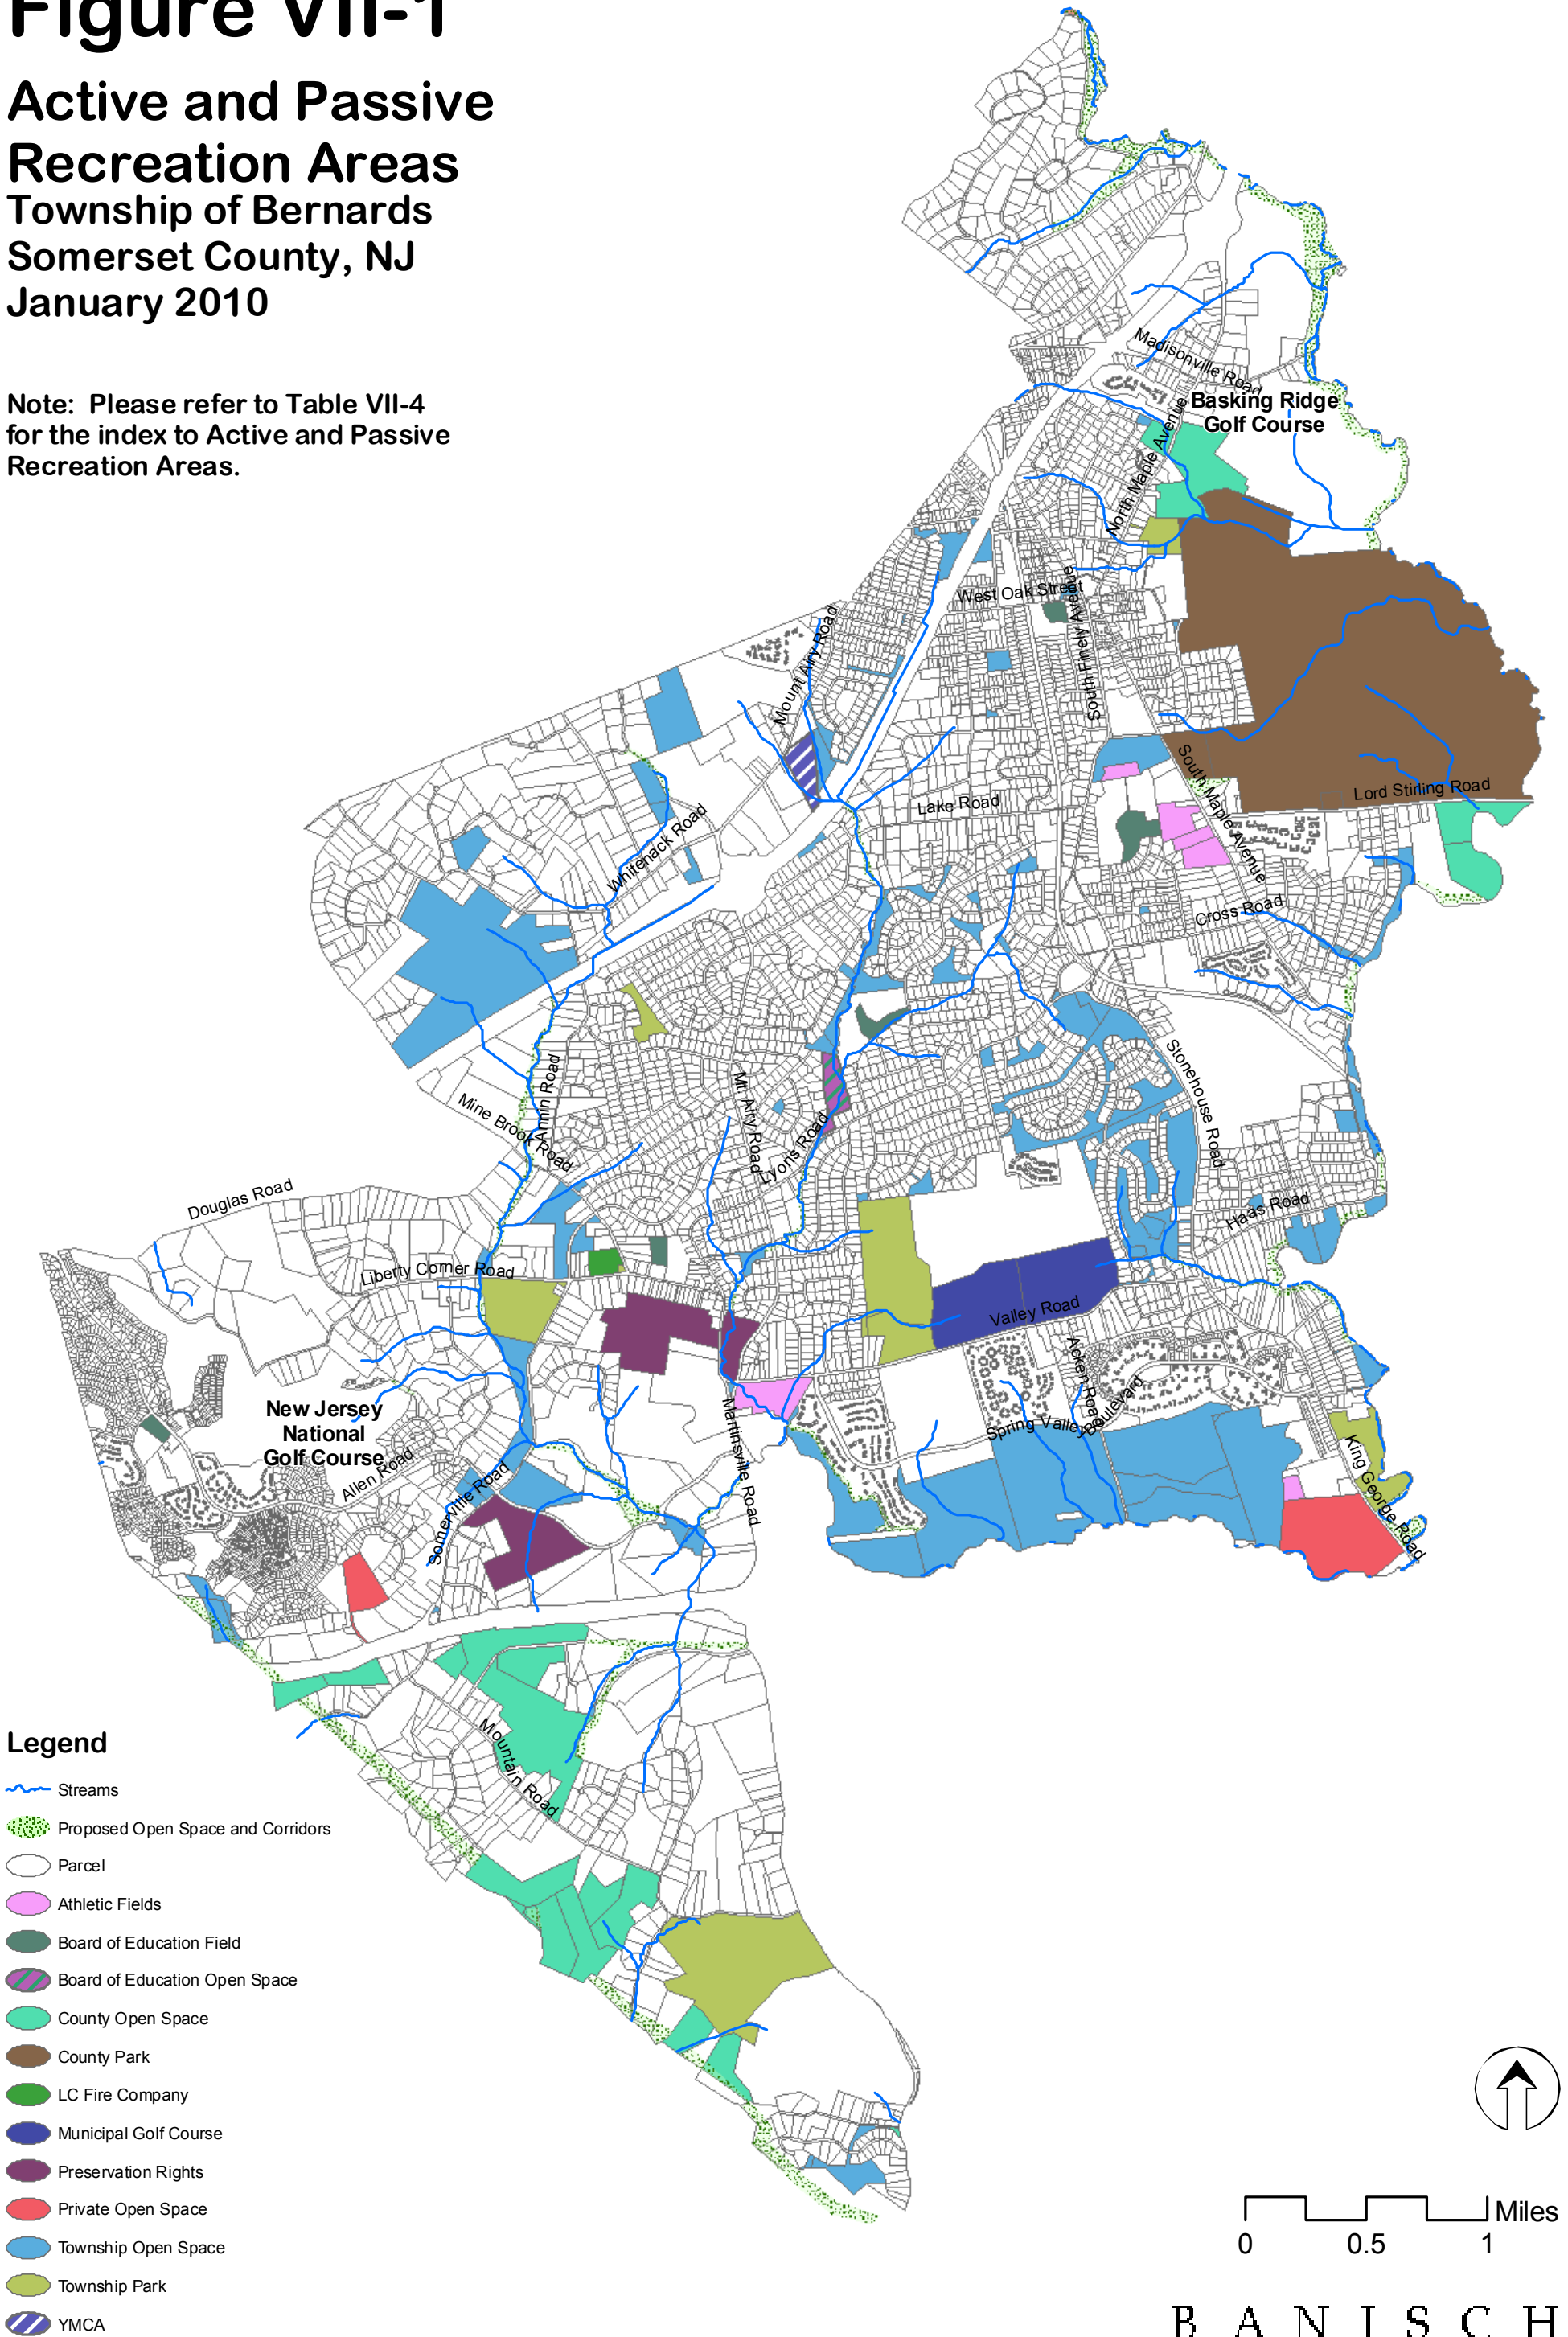 Figure VII-1
Active and Passive
Recreation Areas
Township of Bernards
Somerset County, NJ
January 2010
Note:  Please refer to Table VII-4
for the index to Active and Passive
Recreation Areas.
Madisonville Road
Basking Ridge
Golf Course
North Maple Avenue
West Oak Street
South Finely Avenue
Mount Airy Road
South Maple Avenue
Lord Stirling Road
Lake Road
Whitenack Road
Cross Road
Stonehouse Road
Annin Road
Mine Brook Road
Mt. Airy Road
Lyons Road
Douglas Road
Haas Road
Liberty Corner Road
Valley Road
Acken Road
Spring Valley Boulevard
King George Road
New Jersey
National
Golf Course
Allen Road
Somerville Road
Martinsville Road
Mountain Road
Legend
Streams
Proposed Open Space and Corridors
Parcel
Athletic Fields
Board of Education Field
Board of Education Open Space
County Open Space
County Park
LC Fire Company
Municipal Golf Course
Preservation Rights
Private Open Space
Township Open Space
Township Park
YMCA
Miles
0 0.5 1
BANISCH